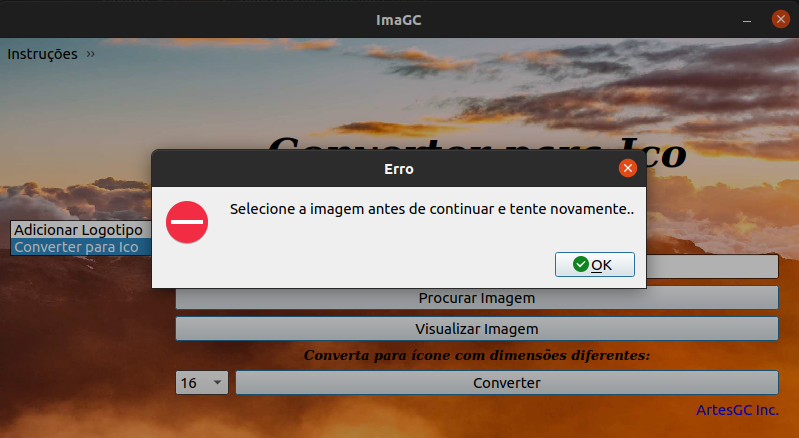 ImaGC
Instruções »
Converter para Ico
Erro
Selecione a imagem antes de continuar e tente novamente..
OK
Adicionar Logotipo
Converter para Ico
Procurar Imagem
Visualizar Imagem
Converta para ícone com dimensões diferentes:
16
Converter
ArtesGC Inc.